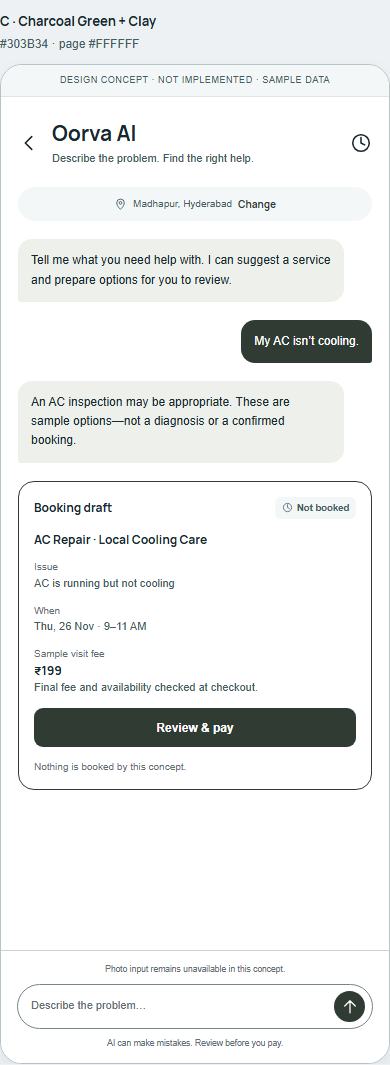 C · Charcoal Green + Clay
#303B34 · page #FFFFFF
DESIGN CONCEPT · NOT IMPLEMENTED · SAMPLE DATA
Oorva AI
Describe the problem. Find the right help.
Madhapur, Hyderabad Change
Tell me what you need help with. I can suggest a service
and prepare options for you to review.
My AC isn't cooling.
An AC inspection may be appropriate. These are
sample options—not a diagnosis or a confirmed
booking.
Booking draft
Not booked
AC Repair · Local Cooling Care
Issue
AC is running but not cooling
When
Thu, 26 Nov · 9–11 AM
Sample visit fee
₹199
Final fee and availability checked at checkout.
Review & pay
Nothing is booked by this concept.
Photo input remains unavailable in this concept.
Describe the problem...
AI can make mistakes. Review before you pay.